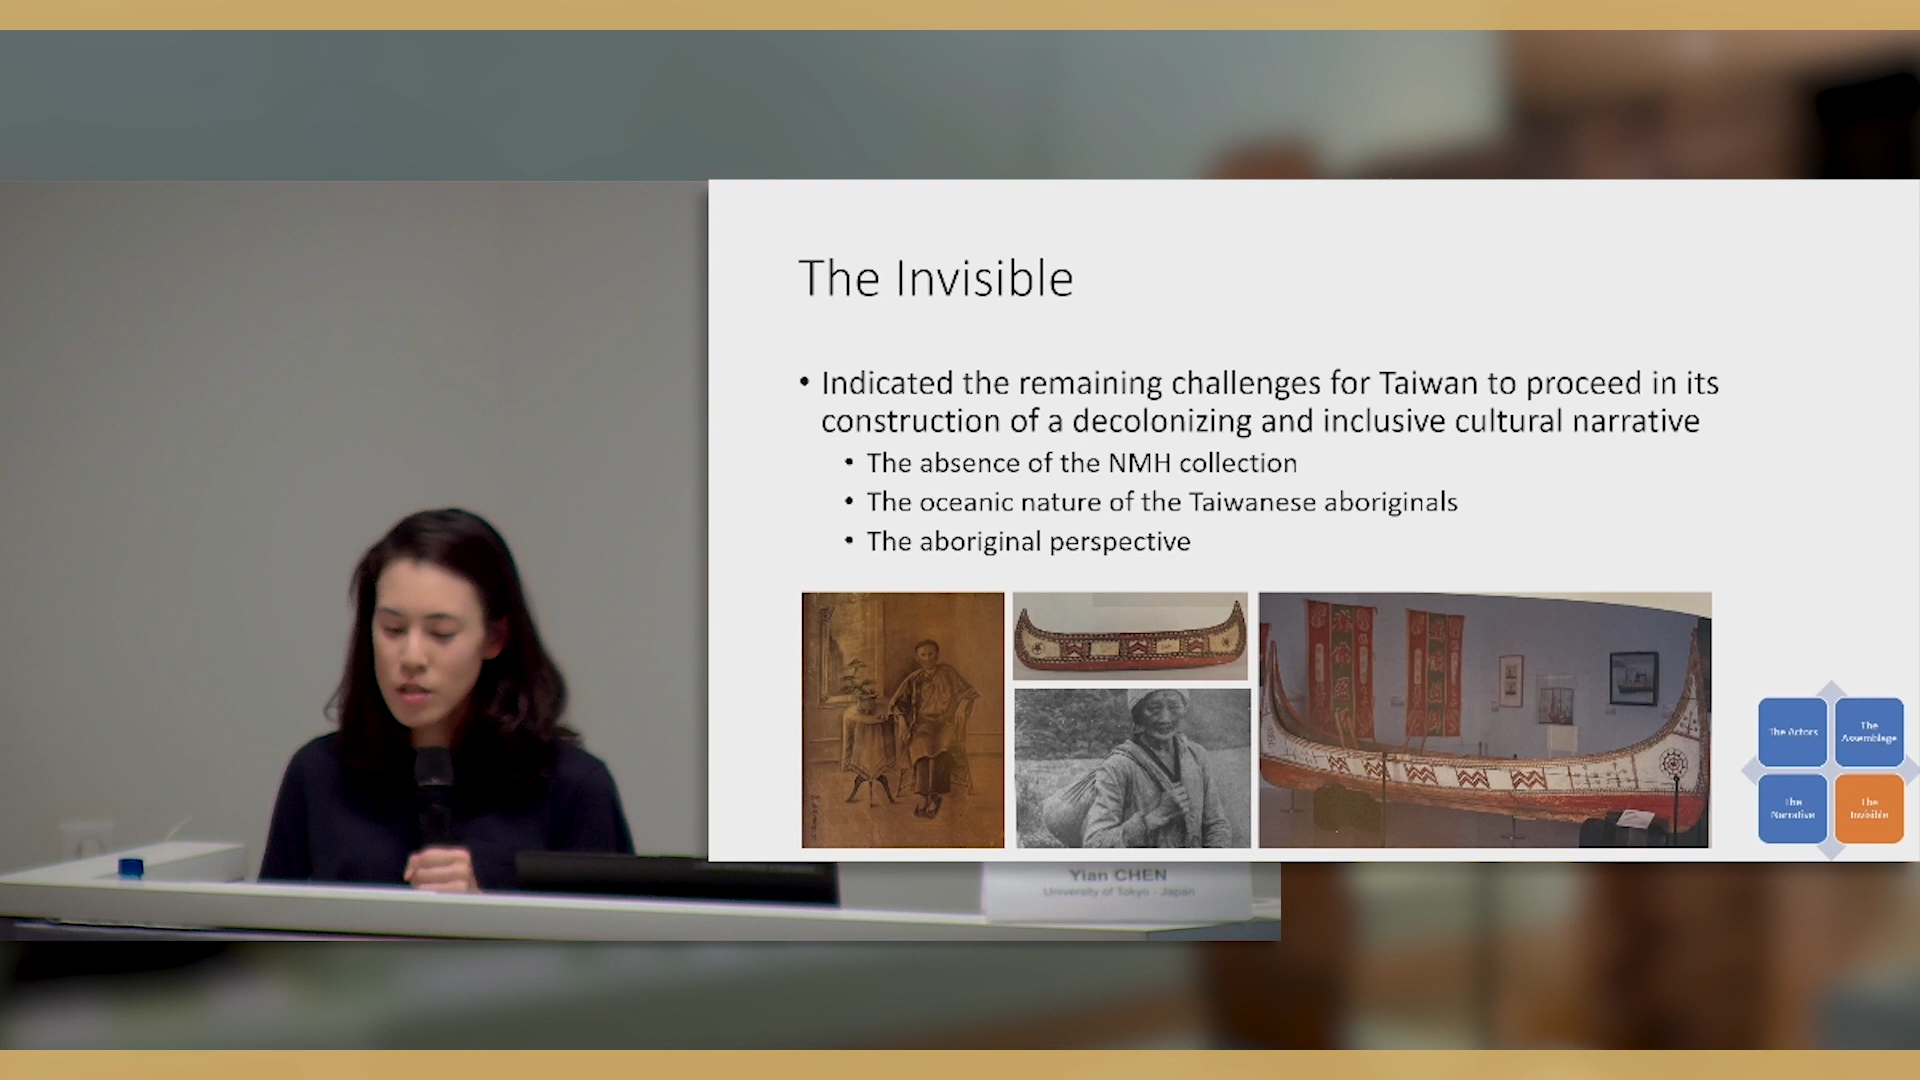 The Invisible
• Indicated the remaining challenges for Taiwan to proceed in its
construction of a decolonizing and inclusive cultural narrative
• The absence of the NMH collection
• The oceanic nature of the Taiwanese aboriginals
• The aboriginal perspective
The Actors
The
Assemblage
The
Narrative
The
Invisible
Yian CHEN
University of Tokyo - Japan